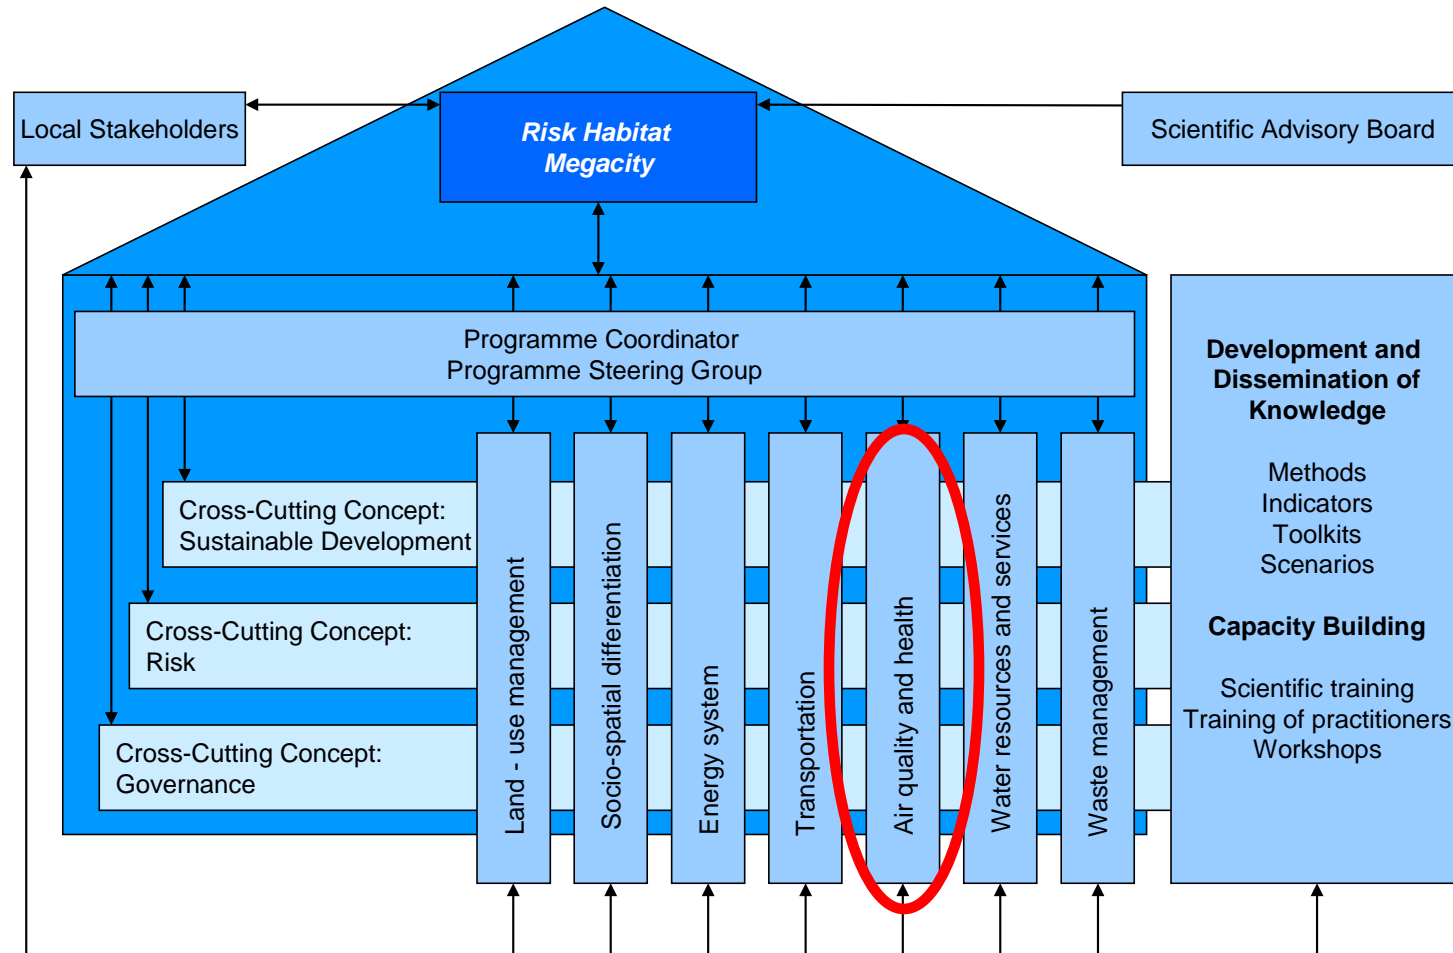 Local Stakeholders
Risk Habitat
Megacity
Scientific Advisory Board
Programme Coordinator
Programme Steering Group
Cross-Cutting Concept:
Sustainable Development
Cross-Cutting Concept:
Risk
Cross-Cutting Concept:
Governance
Land - use management
Socio-spatial differentiation
Energy system
Transportation
Air quality and health
Water resources and services
Waste management
Development and
Dissemination of
Knowledge
Methods
Indicators
Toolkits
Scenarios
Capacity Building
Scientific training
Training of practitioners
Workshops